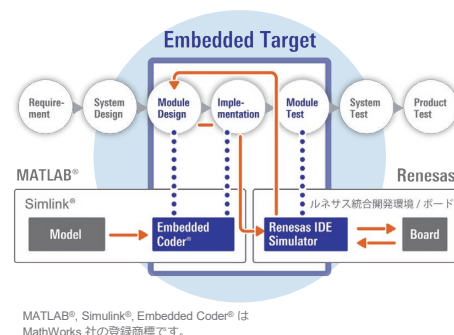 Embedded Target
Require-
ment
System
Design
Module
Design
Imple-
mentation
Module
Test
System
Test
Product
Test
MATLAB®
Renesas
Simlink®
ルネサス統合開発環境 / ボード
Model
Embedded
Coder®
Renesas IDE
Simulator
Board
MATLAB®, Simulink®, Embedded Coder® は
MathWorks 社の登録商標です。